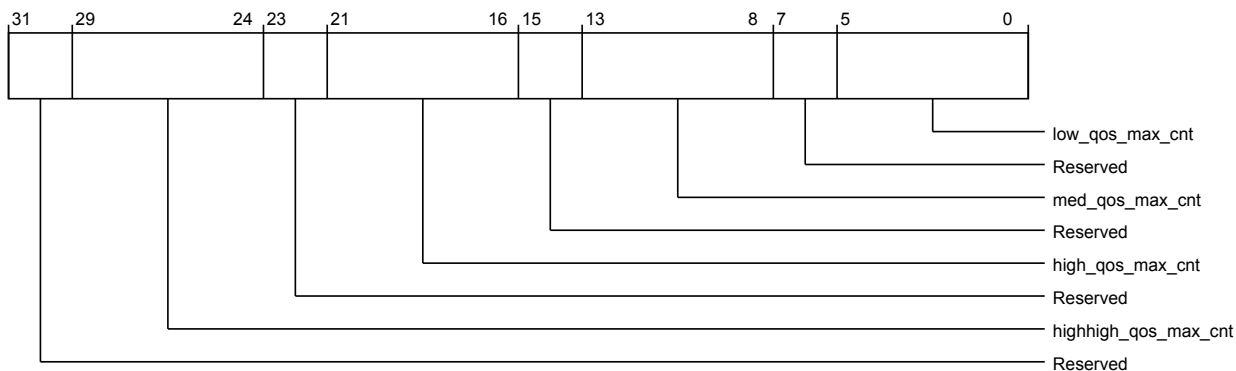 31 29 24 23 21 16 15 13 8 7 5 0
low_qos_max_cnt
Reserved
med_qos_max_cnt
Reserved
high_qos_max_cnt
Reserved
highhigh_qos_max_cnt
Reserved